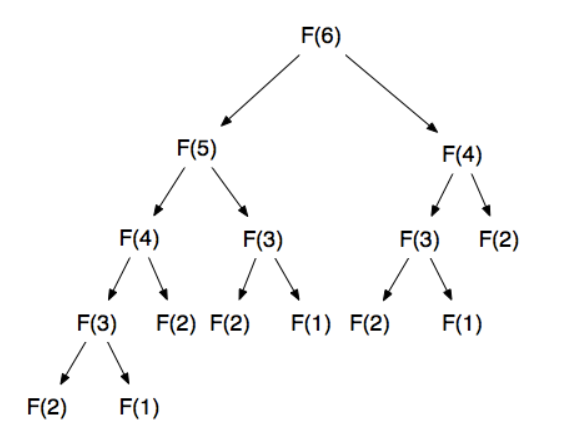 F(6)
F(5) F(4)
F(4) F(3) F(3) F(2)
F(3) F(2) F(2) F(1) F(2) F(1)
F(2) F(1)